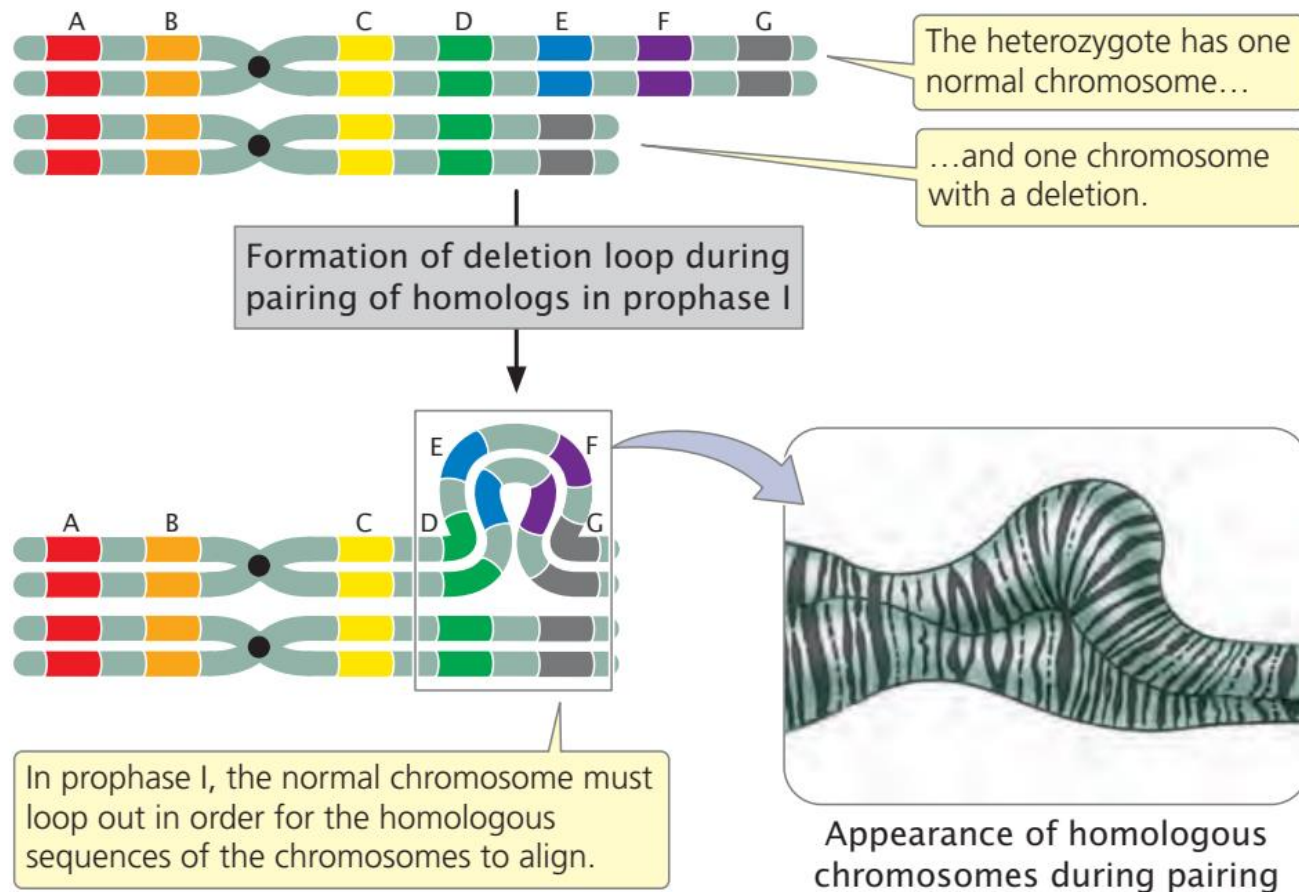 A B C D E F G
The heterozygote has one
normal chromosome…
…and one chromosome
with a deletion.
Formation of deletion loop during
pairing of homologs in prophase I
E F
A B C D G
In prophase I, the normal chromosome must
loop out in order for the homologous
sequences of the chromosomes to align.
Appearance of homologous
chromosomes during pairing